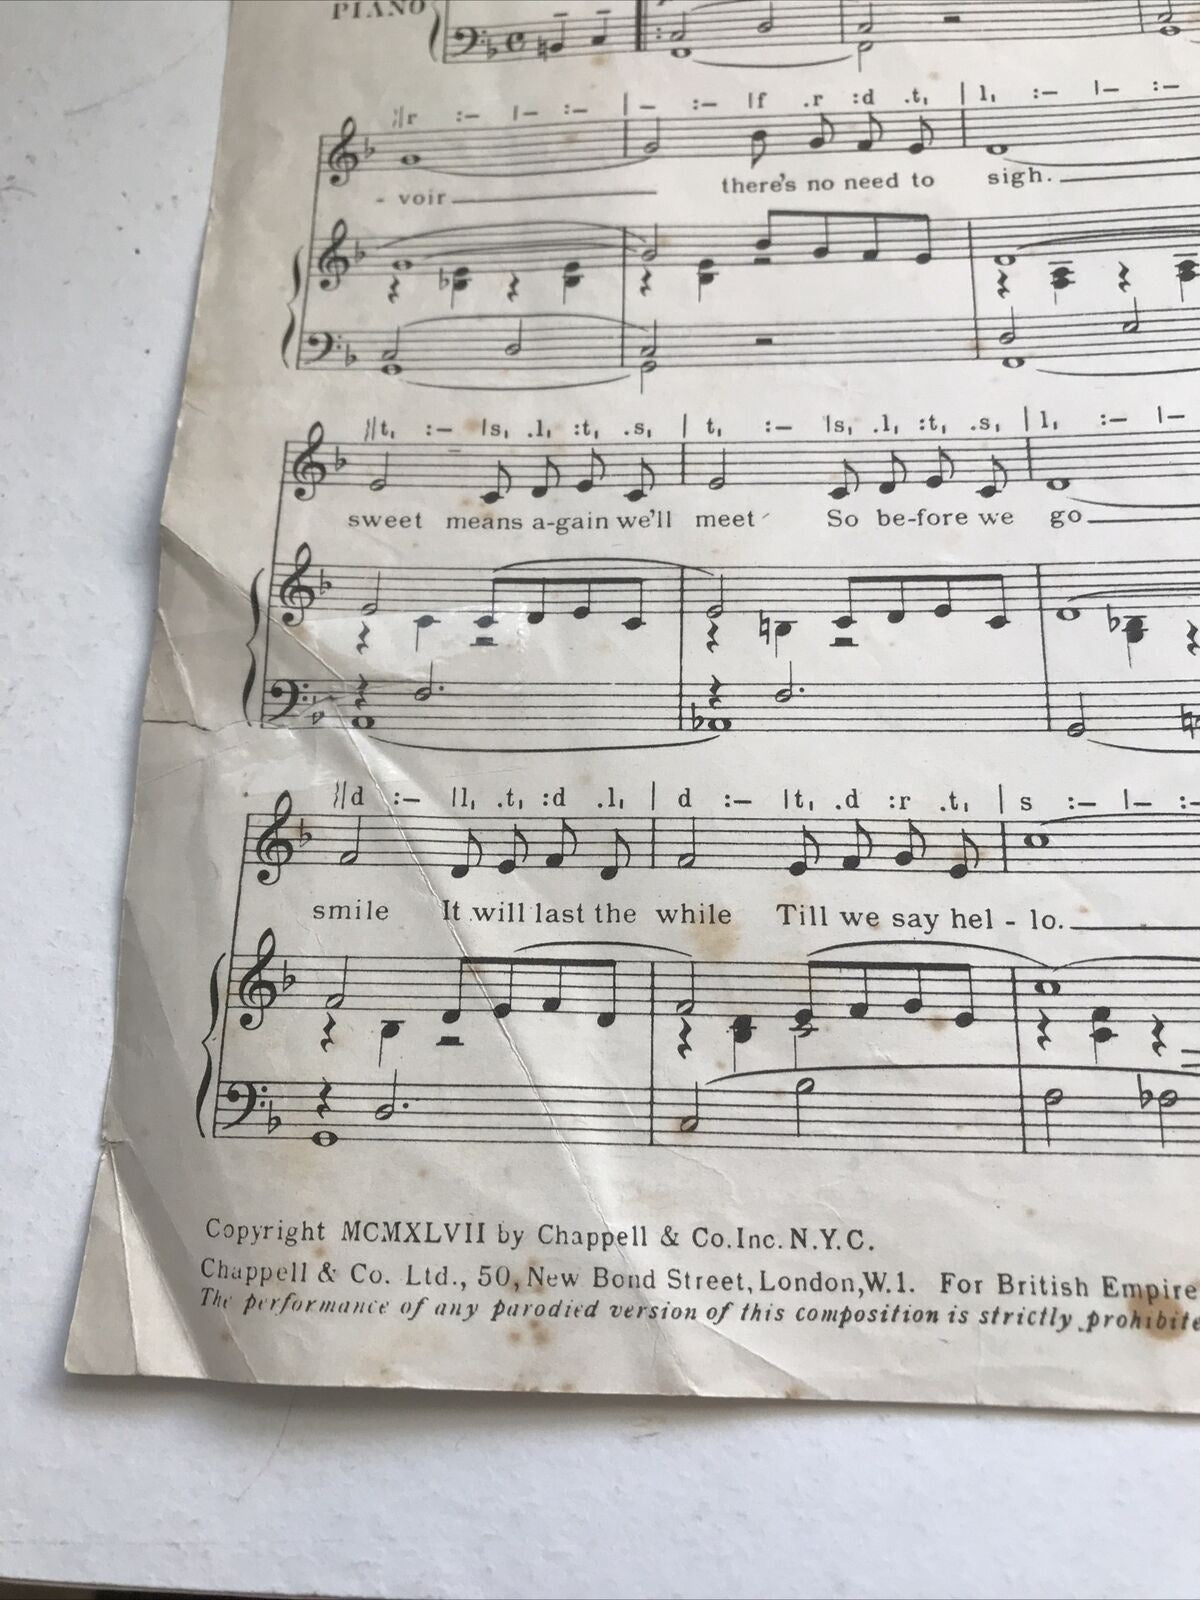 PIANO
:|r :– |– :– |– :– |f .r :d .t, | l, :– |– :–
- voir there's no need to sigh.
:|t, :– |s, .l, :t, .s, | t, :– |s, .l, :t, .s, | l, :– |–
sweet means a-gain we'll meet So be-fore we go
:|d :– |l, .t, :d .l, | d :– |t, .d :r .t, | s :– |– :–
smile It will last the while Till we say hel - lo.
Copyright MCMXLVII by Chappell & Co. Inc. N.Y.C.
Chappell & Co. Ltd., 50, New Bond Street, London, W.1. For British Empire
The performance of any parodied version of this composition is strictly prohibite